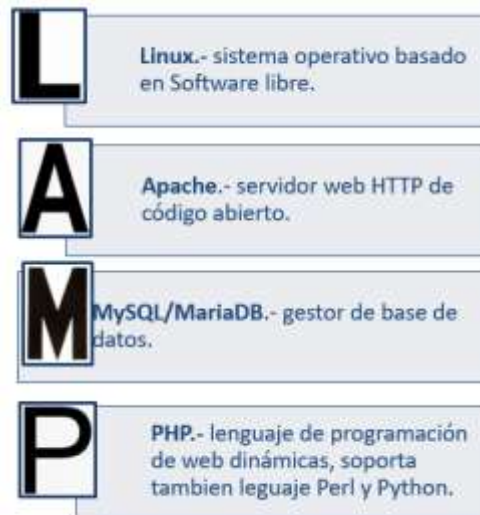 L
Linux.- sistema operativo basado
en Software libre.
A
Apache.- servidor web HTTP de
código abierto.
M
MySQL/MariaDB.- gestor de base de
datos.
P
PHP.- lenguaje de programación
de web dinámicas, soporta
tambien leguaje Perl y Python.